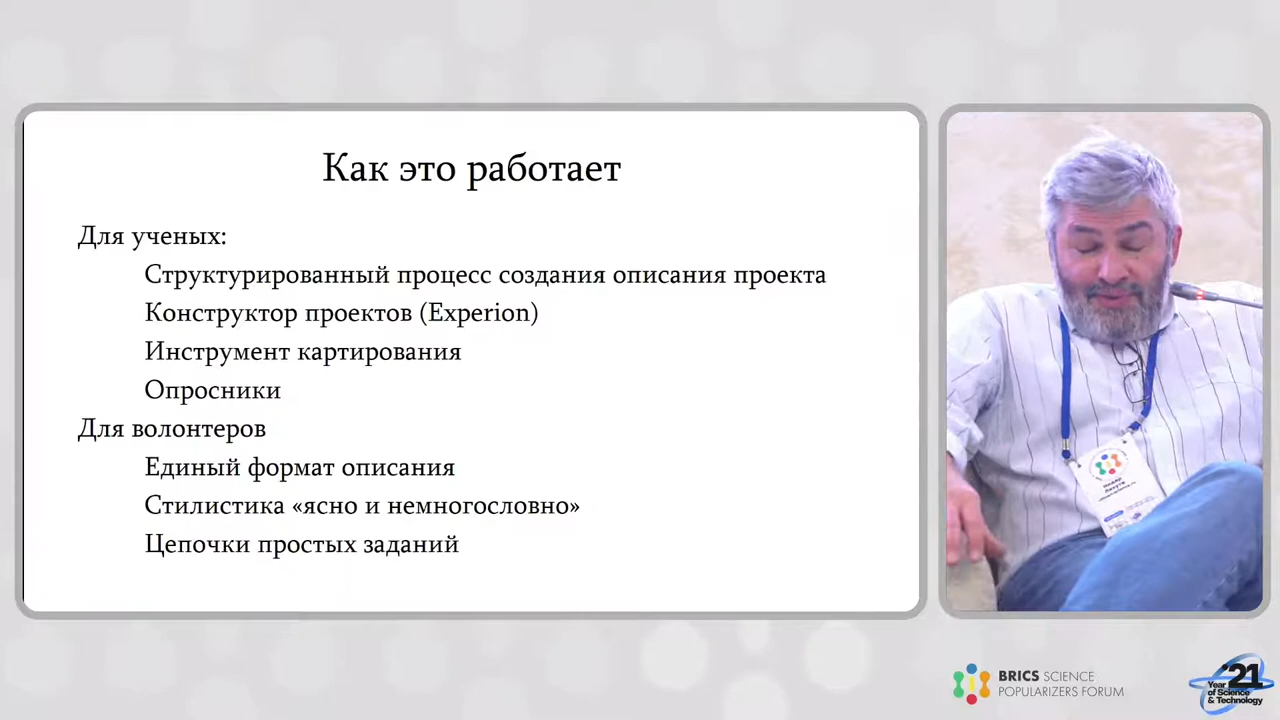 Как это работает
Для ученых:
Структурированный процесс создания описания проекта
Конструктор проектов (Experion)
Инструмент картирования
Опросники
Для волонтеров
Единый формат описания
Стилистика «ясно и немногословно»
Цепочки простых заданий
BRICS SCIENCE
POPULARIZERS FORUM
'21
Year
of Science
& Technology